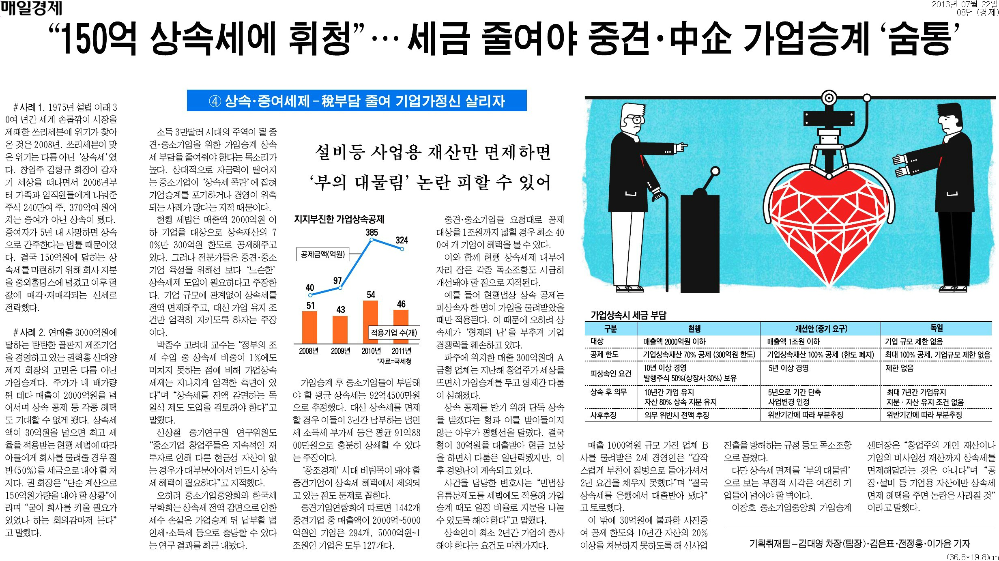 매일경제
2013년 07월 22일
08면 (경제)
“150억 상속세에 휘청”… 세금 줄여야 중견·中企 가업승계 ‘숨통’
④ 상속·증여세제 – 稅부담 줄여 기업가정신 살리자
# 사례 1. 1975년 설립 이래 3
0여 년간 세계 손톱깎이 시장을
제패한 쓰리세븐에 위기가 찾아
온 것은 2008년. 쓰리세븐이 맞
은 위기는 다름 아닌 ‘상속세’였
다. 창업주 김형규 회장이 갑자
기 세상을 떠나면서 2006년부
터 가족과 임직원들에게 나눠준
주식 240만여 주, 370억여 원어
치는 증여가 아닌 상속이 됐다.
증여자가 5년 내 사망하면 상속
으로 간주한다는 법률 때문이었
다. 결국 150억원에 달하는 상
속세를 마련하기 위해 회사 지분
을 중외홀딩스에 넘겼고 이후 헐
값에 매각·재매각되는 신세로
전락했다.
# 사례 2. 연매출 3000억원에
달하는 탄탄한 골판지 제조기업
을 경영하고 있는 권혁홍 신대양
제지 회장의 고민은 다름 아닌
가업승계다. 주가가 네 배가량
뛴 데다 매출이 2000억원을 넘
어서며 상속 공제 등 각종 혜택
도 기대할 수 없게 됐다. 상속세
액이 30억원을 넘으면 최고 세
율을 적용받는 현행 세법에 따라
아들에게 회사를 물려줄 경우 절
반(50%)을 세금으로 내야 할 처
지다. 권 회장은 “단순 계산으로
150억원가량을 내야 할 상황”이
라며 “굳이 회사를 키울 필요가
있었나 하는 회의감마저 든다”
고 말했다.
소득 3만달러 시대의 주역이 될 중
견·중소기업을 위한 가업승계 상속
세 부담을 줄여줘야 한다는 목소리가
높다. 상대적으로 자금력이 떨어지
는 중소기업이 ‘상속세 폭탄’에 잡혀
가업승계를 포기하거나 경영이 위축
되는 사례가 많다는 지적 때문이다.
현행 세법은 매출액 2000억원 이
하 기업을 대상으로 상속재산의 7
0%만 300억원 한도로 공제해주고
있다. 그러나 전문가들은 중견·중소
기업 육성을 위해선 보다 ‘느슨한’
상속세제 도입이 필요하다고 주장한
다. 기업 규모에 관계없이 상속세를
전액 면제해주고, 대신 가업 유지 조
건만 엄격히 지키도록 하자는 주장
이다.
박종수 고려대 교수는 “정부의 조
세 수입 중 상속세 비중이 1%에도
미치지 못하는 점에 비해 가업상속
세제는 지나치게 엄격한 측면이 있
다”며 “상속세를 전액 감면하는 독
일식 제도 도입을 검토해야 한다”고
말했다.
신상철 중기연구원 연구위원도
“중소기업 창업주들은 지속적인 재
투자로 인해 다른 현금성 자산이 없
는 경우가 대부분이어서 반드시 상속
세 혜택이 필요하다”고 지적했다.
오히려 중소기업중앙회와 한국세
무학회는 상속세 전액 감면으로 인한
세수 손실은 가업승계 뒤 납부할 법
인세·소득세 등으로 충당할 수 있다
는 연구 결과를 최근 내놨다.
설비등 사업용 재산만 면제하면
‘부의 대물림’ 논란 피할 수 있어
지지부진한 가업상속공제
385
324
공제금액(억원)
97
40
54
51
46
43
적용기업 수(개)
2008년 2009년 2010년 2011년
*자료=국세청
가업승계 후 중소기업들이 부담해
야 할 평균 상속세는 92억4500만원
으로 추정했다. 대신 상속세를 면제
할 경우 이들이 3년간 납부하는 법인
세 소득세 부가세 등은 평균 91억88
00만원으로 충분히 상쇄할 수 있다
는 주장이다.
‘창조경제’ 시대 버팀목이 돼야 할
중견기업이 상속세 혜택에서 제외되
고 있는 점도 문제로 꼽힌다.
중견기업연합회에 따르면 1442개
중견기업 중 매출액이 2000억~5000
억원인 기업은 294개, 5000억원~1
조원인 기업은 모두 127개다.
중견·중소기업들 요청대로 공제
대상을 1조원까지 넓힐 경우 최소 40
0여 개 기업이 혜택을 볼 수 있다.
이와 함께 현행 상속세제 내부에
자리 잡은 각종 독소조항도 시급히
개선돼야 할 점으로 지적된다.
예를 들어 현행법상 상속 공제는
피상속자 한 명이 가업을 물려받았을
때만 적용된다. 이 때문에 오히려 상
속세가 ‘형제의 난’을 부추겨 기업
경쟁력을 훼손하고 있다.
파주에 위치한 매출 300억원대 A
금형 업체는 지난해 창업주가 세상을
뜨면서 가업승계를 두고 형제간 다툼
이 심해졌다.
상속 공제를 받기 위해 단독 상속
을 받겠다는 형과 이를 받아들이지
않는 아우가 평행선을 달렸다. 결국
형이 30억원을 대출받아 현금 보상
을 하면서 다툼은 일단락됐지만, 이
후 경영난이 계속되고 있다.
사건을 담당한 변호사는 “민법상
유류분제도를 세법에도 적용해 가업
승계 때도 일정 비율로 지분을 나눌
수 있도록 해야 한다”고 말했다.
상속인이 최소 2년간 가업에 종사
해야 한다는 요건도 마찬가지다.
가업상속시 세금 부담
구분 현행 개선안 (중기 요구) 독일
대상 매출액 2000억원 이하 매출액 1조원 이하 기업 규모 제한 없음
공제 한도 기업상속재산 70% 공제 (300억원 한도) 기업상속재산 100% 공제 (한도 폐지) 최대 100% 공제, 기업규모 제한 없음
피상속인 요건 10년 이상 경영 5년 이상 경영 제한 없음
발행주식 50%(상장사 30%) 보유
상속 후 의무 10년간 가업 유지 5년으로 기간 단축 최대 7년간 가업유지
자산 80% 상속 지분 유지 사업변경 인정 지분·자산 유지 조건 없음
사후추징 의무 위반시 전액 추징 위반기간에 따라 부분추징 위반기간에 따라 부분추징
매출 1000억원 규모 가전 업체 B
사를 물려받은 2세 경영인은 “갑작
스럽게 부친이 질병으로 돌아가셔서
2년 요건을 채우지 못했다”며 “결국
상속세를 은행에서 대출받아 냈다”
고 토로했다.
이 밖에 30억원에 불과한 사전증
여 공제 한도와 10년간 자산의 20%
이상을 처분하지 못하도록 해 신사업
진출을 방해하는 규정 등도 독소조항
으로 꼽혔다.
다만 상속세 면제를 ‘부의 대물림’
으로 보는 부정적 시각은 여전히 기
업들이 넘어야 할 벽이다.
이창호 중소기업중앙회 가업승계
센터장은 “창업주의 개인 재산이나
기업의 비사업성 재산까지 상속세를
면제해달라는 것은 아니다”며 “공
장·설비 등 기업용 자산에만 상속세
면제 혜택을 주면 논란은 사라질 것”
이라고 말했다.
기획취재팀=김대영 차장(팀장)·김은표·전정홍·이가윤 기자
(36.8*19.8)cm